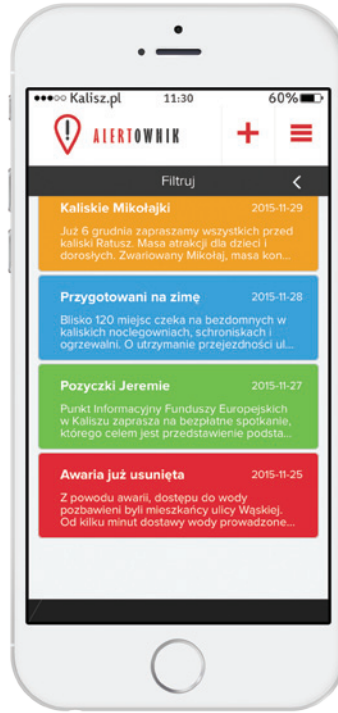 Kalisz.pl 11:30 60%
ALERTOWNIK
Filtruj
Kaliskie Mikołajki 2015-11-29
Już 6 grudnia zapraszamy wszystkich przed
kaliski Ratusz. Masa atrakcji dla dzieci i
dorosłych. Zwariowany Mikołaj, masa kon...
Przygotowani na zimę 2015-11-28
Blisko 120 miejsc czeka na bezdomnych w
kaliskich noclegowniach, schroniskach i
ogrzewalni. O utrzymanie przejezdności ul...
Pozyczki Jeremie 2015-11-27
Punkt Informacyjny Funduszy Europejskich
w Kaliszu zaprasza na bezpłatne spotkanie,
którego celem jest przedstawienie podsta...
Awaria już usunięta 2015-11-25
Z powodu awarii, dostępu do wody
pozbawieni byli mieszkańcy ulicy Wąskiej.
Od kilku minut dostawy wody prowadzone...